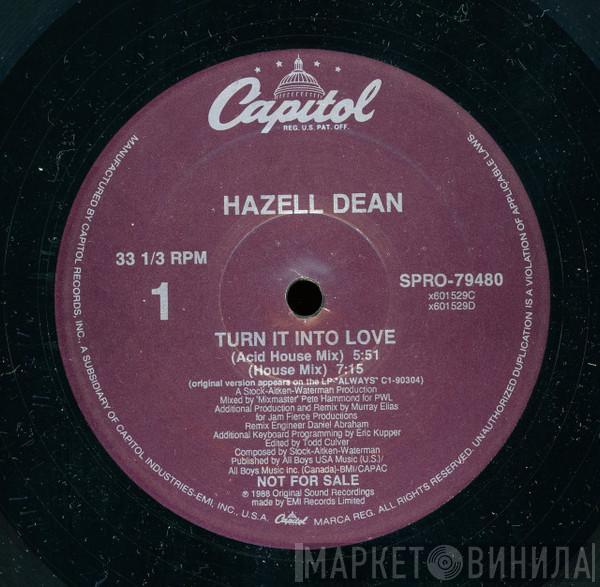 Capitol
REG. U.S. PAT. OFF.
HAZELL DEAN
33 1/3 RPM
1
SPRO-79480
x601529C
x601529D
TURN IT INTO LOVE
(Acid House Mix) 5:51
(House Mix) 7:15
(original version appears on the LP "ALWAYS" C1-90304)
A Stock-Aitken-Waterman Production
Mixed by 'Mixmaster' Pete Hammond for PWL
Additional Production and Remix by Murray Elias
for Jam Fierce Productions
Remix Engineer Daniel Abraham
Additional Keyboard Programming by Eric Kupper
Edited by Todd Culver
Composed by Stock-Aitken-Waterman
Published by All Boys USA Music (U.S.)/
All Boys Music Inc. (Canada)-BMI/CAPAC
NOT FOR SALE
℗ 1988 Original Sound Recordings
made by EMI Records Limited
MANUFACTURED BY CAPITOL RECORDS, INC., A SUBSIDIARY OF CAPITOL INDUSTRIES-EMI, INC., U.S.A. Capitol MARCA REG. ALL RIGHTS RESERVED. UNAUTHORIZED DUPLICATION IS A VIOLATION OF APPLICABLE LAWS.
МАРКЕТ ВИНИЛА